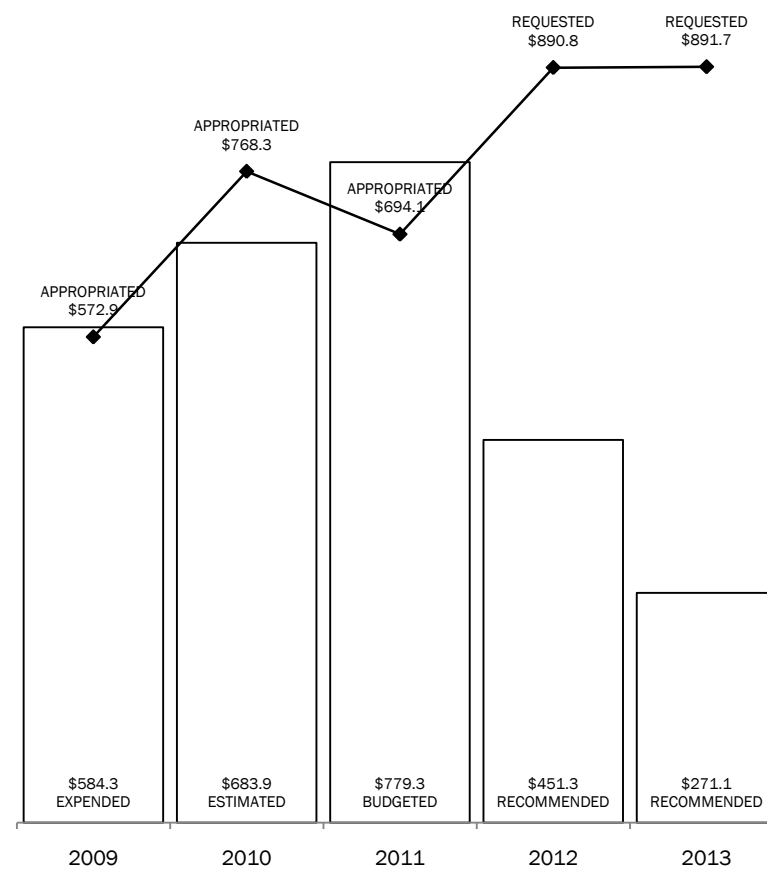 REQUESTED
$890.8
REQUESTED
$891.7
APPROPRIATED
$768.3
APPROPRIATED
$694.1
APPROPRIATED
$572.9
$584.3
EXPENDED
$683.9
ESTIMATED
$779.3
BUDGETED
$451.3
RECOMMENDED
$271.1
RECOMMENDED
2009
2010
2011
2012
2013